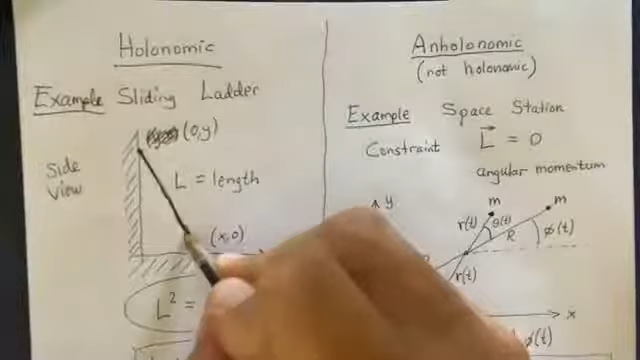 Holonomic
Example Sliding Ladder
(0,y)
Side
view
L = length
(x,0)
L² =
Anholonomic
(not holonomic)
Example Space Station
Constraint L⃗ = 0
angular momentum
y
m
m
r(t)
θ(t)
R
ϕ(t)
r(t)
x
ϕ(t)